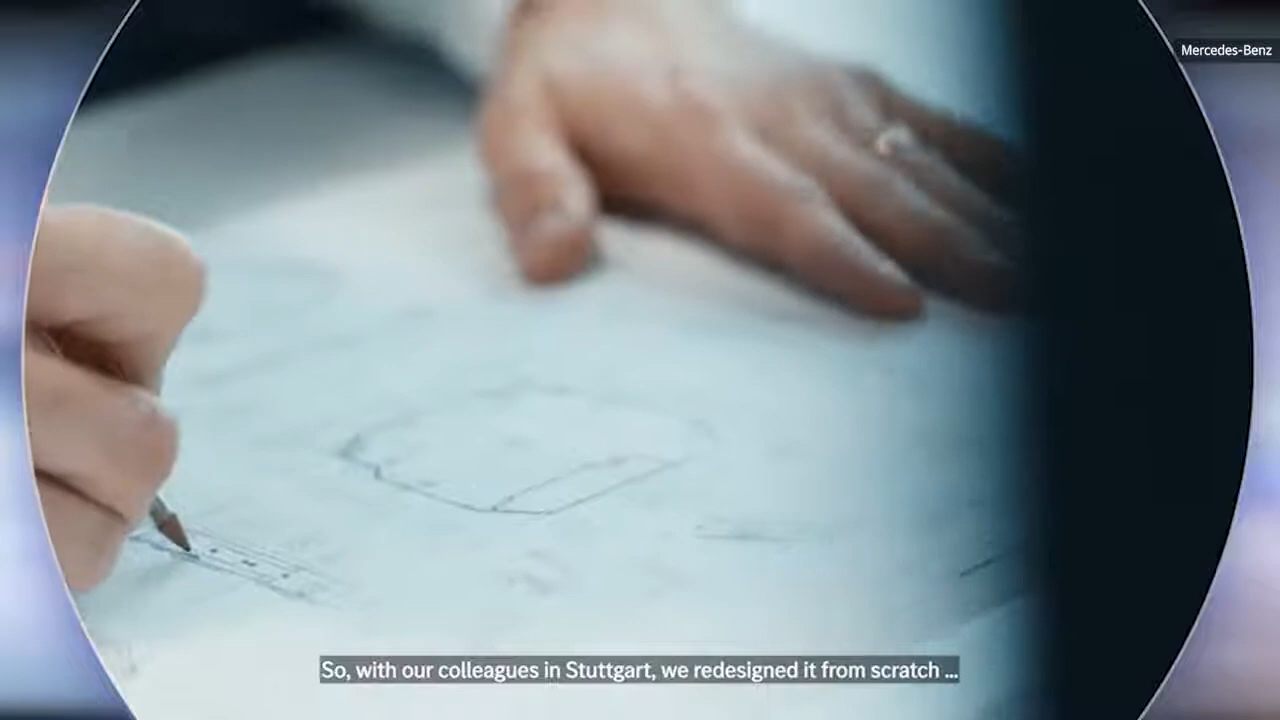 Mercedes-Benz
So, with our colleagues in Stuttgart, we redesigned it from scratch ...